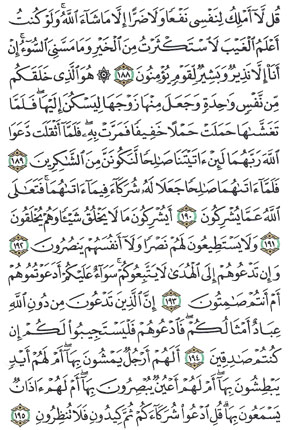 قُل لَّآ أَمْلِكُ لِنَفْسِى نَفْعًا وَلَا ضَرًّا إِلَّا مَا شَآءَ ٱللَّهُ ۚ وَلَوْ كُنتُ
أَعْلَمُ ٱلْغَيْبَ لَٱسْتَكْثَرْتُ مِنَ ٱلْخَيْرِ وَمَا مَسَّنِىَ ٱلسُّوٓءُ ۚ إِنْ
أَنَا۠ إِلَّا نَذِيرٌ وَبَشِيرٌ لِّقَوْمٍ يُؤْمِنُونَ ١٨٨ ۞ هُوَ ٱلَّذِى خَلَقَكُم
مِّن نَّفْسٍ وَٰحِدَةٍ وَجَعَلَ مِنْهَا زَوْجَهَا لِيَسْكُنَ إِلَيْهَا ۖ فَلَمَّا
تَغَشَّىٰهَا حَمَلَتْ حَمْلًا خَفِيفًا فَمَرَّتْ بِهِۦ ۖ فَلَمَّآ أَثْقَلَت دَّعَوَا
ٱللَّهَ رَبَّهُمَا لَئِنْ ءَاتَيْتَنَا صَٰلِحًا لَّنَكُونَنَّ مِنَ ٱلشَّٰكِرِينَ ١٨٩
فَلَمَّآ ءَاتَىٰهُمَا صَٰلِحًا جَعَلَا لَهُۥ شُرَكَآءَ فِيمَآ ءَاتَىٰهُمَا ۚ فَتَعَٰلَى
ٱللَّهُ عَمَّا يُشْرِكُونَ ١٩٠ أَيُشْرِكُونَ مَا لَا يَخْلُقُ شَيْـًٔا وَهُمْ يُخْلَقُونَ
١٩١ وَلَا يَسْتَطِيعُونَ لَهُمْ نَصْرًا وَلَآ أَنفُسَهُمْ يَنصُرُونَ ١٩٢
وَإِن تَدْعُوهُمْ إِلَى ٱلْهُدَىٰ لَا يَتَّبِعُوكُمْ ۚ سَوَآءٌ عَلَيْكُمْ أَدَعَوْتُمُوهُمْ
أَمْ أَنتُمْ صَٰمِتُونَ ١٩٣ إِنَّ ٱلَّذِينَ تَدْعُونَ مِن دُونِ ٱللَّهِ
عِبَادٌ أَمْثَالُكُمْ ۖ فَٱدْعُوهُمْ فَلْيَسْتَجِيبُوا۟ لَكُمْ إِن
كُنتُمْ صَٰدِقِينَ ١٩٤ أَلَهُمْ أَرْجُلٌ يَمْشُونَ بِهَآ ۖ أَمْ لَهُمْ أَيْدٍ
يَبْطِشُونَ بِهَآ ۖ أَمْ لَهُمْ أَعْيُنٌ يُبْصِرُونَ بِهَآ ۖ أَمْ لَهُمْ ءَاذَانٌ
يَسْمَعُونَ بِهَا ۗ قُلِ ٱدْعُوا۟ شُرَكَآءَكُمْ ثُمَّ كِيدُونِ فَلَا تُنظِرُونِ ١٩٥